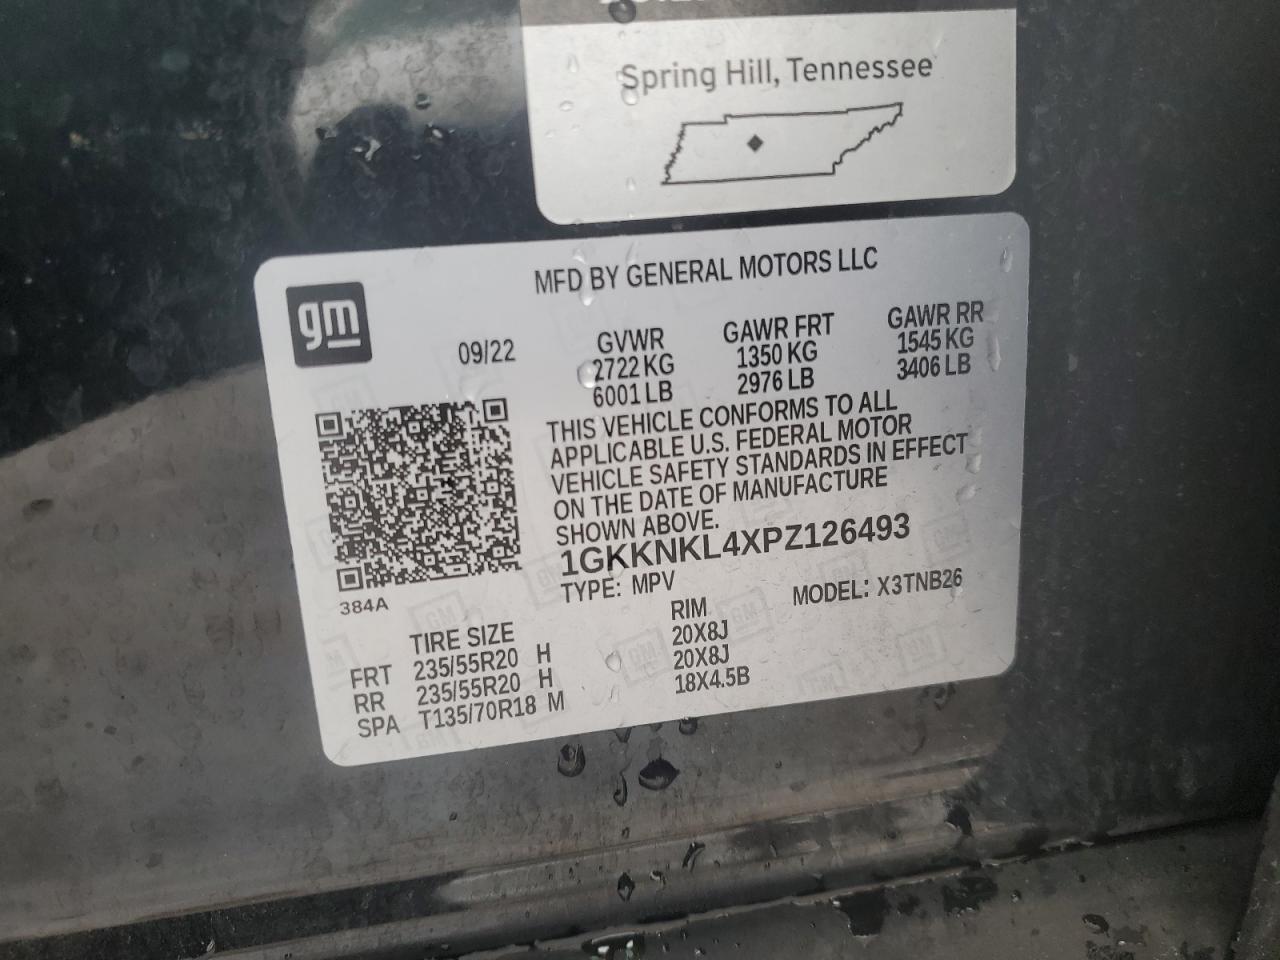 Spring Hill, Tennessee
gm
MFD BY GENERAL MOTORS LLC
09/22
GVWR
2722 KG
6001 LB
GAWR FRT
1350 KG
2976 LB
GAWR RR
1545 KG
3406 LB
THIS VEHICLE CONFORMS TO ALL
APPLICABLE U.S. FEDERAL MOTOR
VEHICLE SAFETY STANDARDS IN EFFECT
ON THE DATE OF MANUFACTURE
SHOWN ABOVE.
1GKKNKL4XPZ126493
TYPE: MPV
MODEL: X3TNB26
384A
TIRE SIZE RIM
FRT 235/55R20 H 20X8J
RR 235/55R20 H 20X8J
SPA T135/70R18 M 18X4.5B